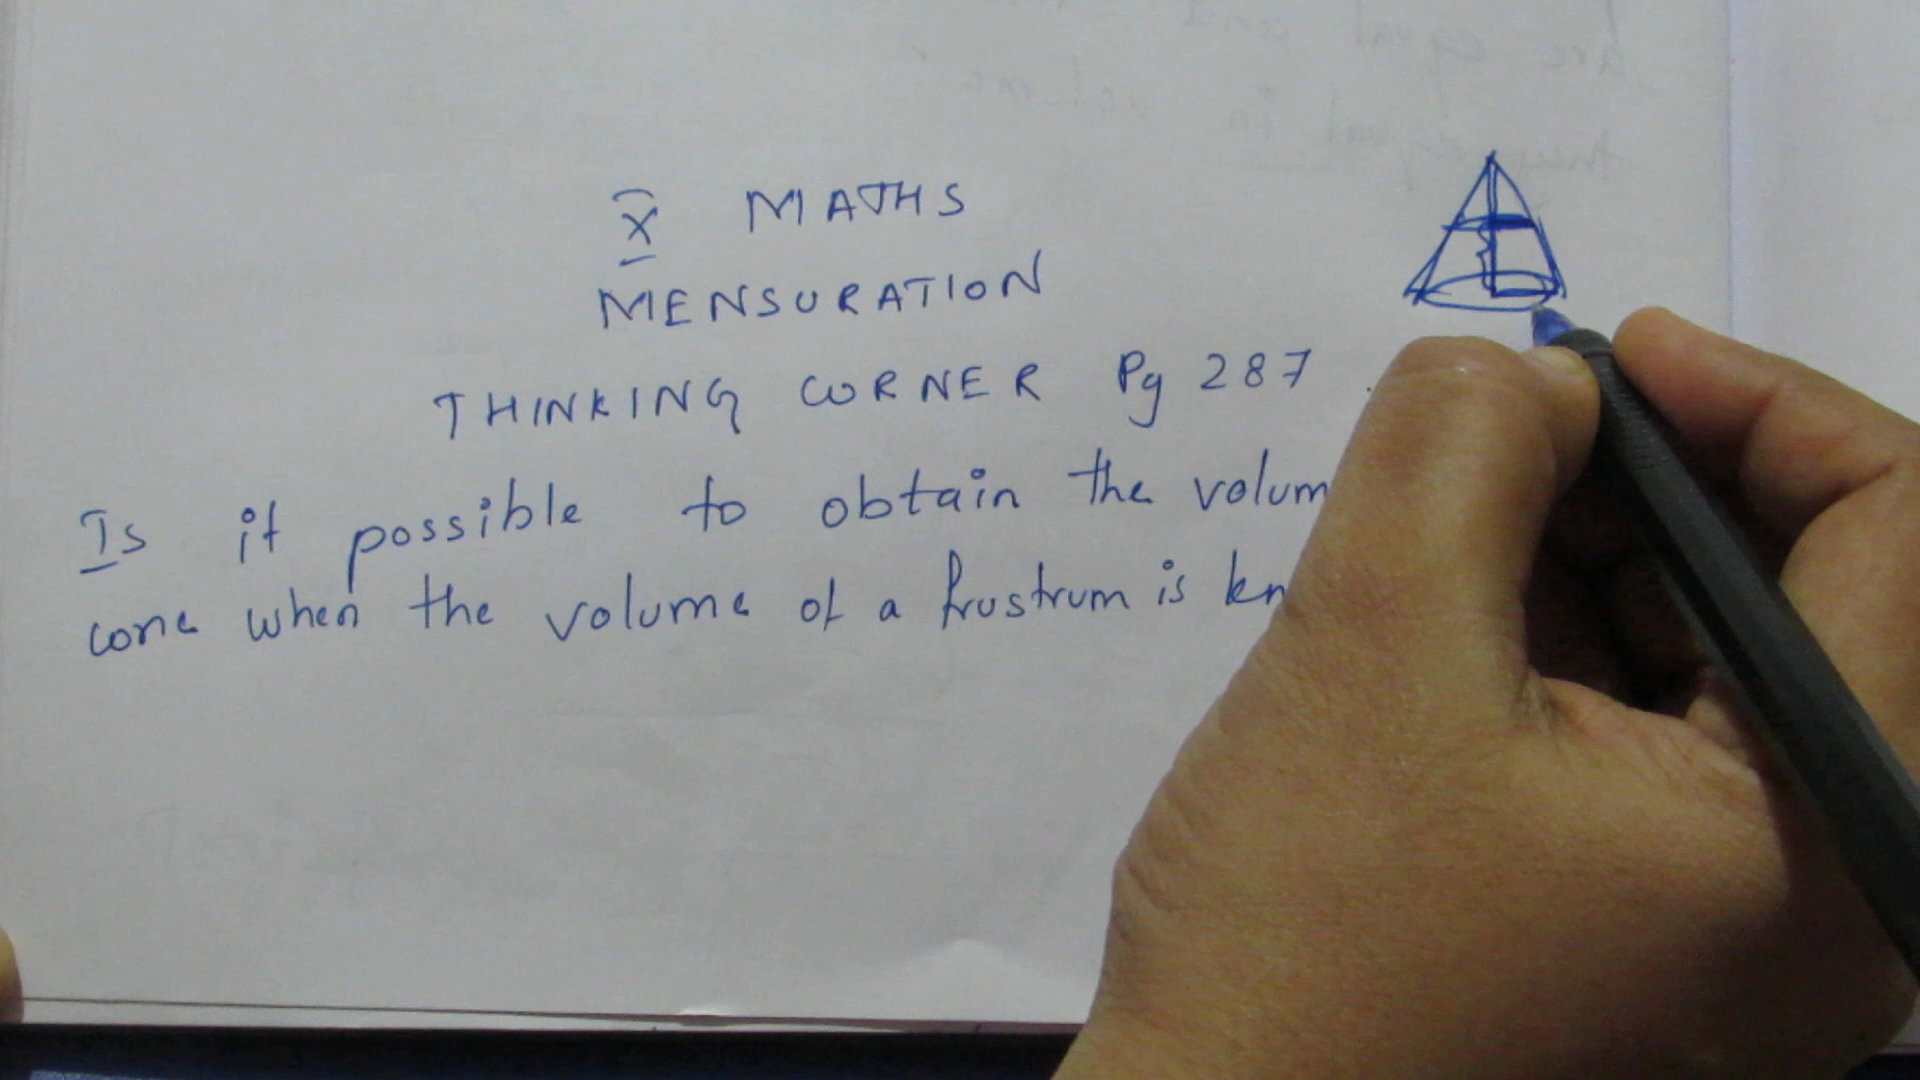 X MATHS
MENSURATION
THINKING CORNER Pg 287
Is it possible to obtain the volum
cone when the volume of a frustrum is kn